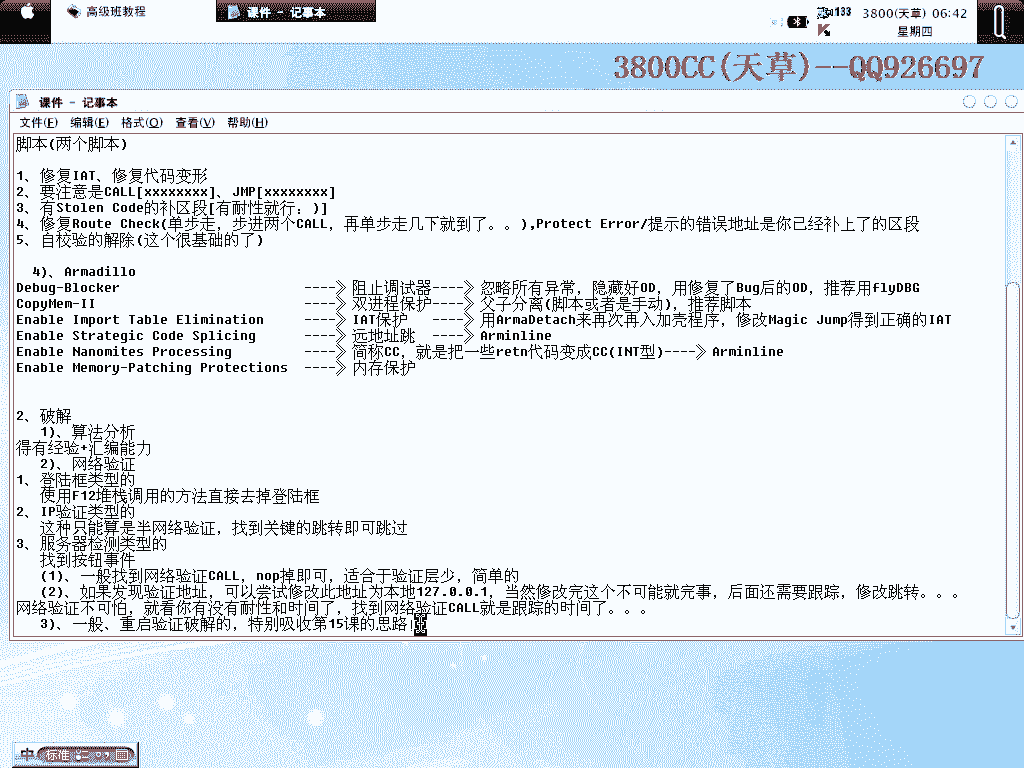 高级班教程
课件 - 记事本
133
3800(天草) 06:42
星期四
3800CC(天草)--QQ926697
课件 - 记事本
文件(F) 编辑(E) 格式(O) 查看(V) 帮助(H)
脚本(两个脚本)
1、修复IAT、修复代码变形
2、要注意是CALL[xxxxxxxx]、JMP[xxxxxxxx]
3、有Stolen Code的补区段[有耐性就行：)]
4、修复Route Check(单步走，步进两个CALL，再单步走几下就到了。。),Protect Error/提示的错误地址是你已经补上了的区段
5、自校验的解除(这个很基础的了)
4)、Armadillo
Debug-Blocker ----》阻止调试器----》忽略所有异常，隐藏好OD，用修复了Bug后的OD，推荐用flyDBG
CopyMem-II ----》双进程保护----》父子分离(脚本或者是手动)，推荐脚本
Enable Import Table Elimination ----》IAT保护 ----》用ArmaDetach来再次再入加壳程序，修改Magic Jump得到正确的IAT
Enable Strategic Code Splicing ----》远地址跳 ----》Arminline
Enable Nanomites Processing ----》简称CC，就是把一些retn代码变成CC(INT型)----》Arminline
Enable Memory-Patching Protections ----》内存保护
2、破解
1)、算法分析
得有经验+汇编能力
2)、网络验证
1、登陆框类型的
使用F12堆栈调用的方法直接去掉登陆框
2、IP验证类型的
这种只能算是半网络验证，找到关键的跳转即可跳过
3、服务器检测类型的
找到按钮事件
(1)、一般找到网络验证CALL，nop掉即可，适合于验证层少，简单的
(2)、如果发现验证地址，可以尝试修改此地址为本地127.0.0.1，当然修改完这个不可能就完事，后面还需要跟踪，修改跳转。。。
网络验证不可怕，就看你有没有耐性和时间了，找到网络验证CALL就是跟踪的时间了。。。
3)、一般、重启验证破解的，特别吸收第15课的思路
中 标准